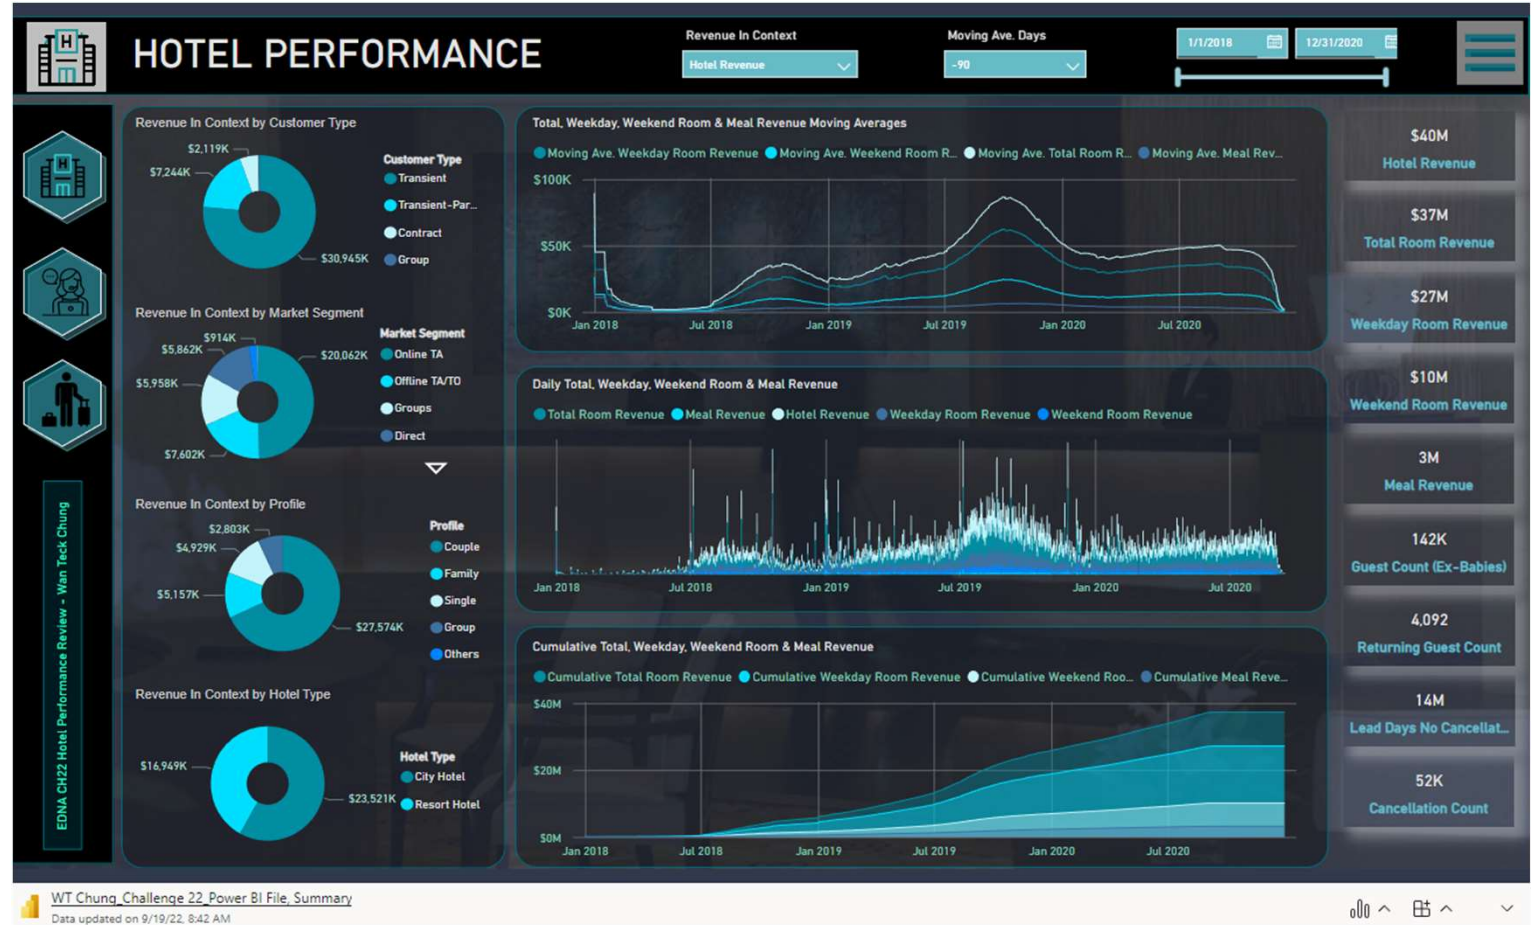 H
HOTEL PERFORMANCE
Revenue In Context
Hotel Revenue
Moving Ave. Days
-90
1/1/2018
12/31/2020
H
EDNA CH22 Hotel Performance Review - Wan Teck Chung
Revenue In Context by Customer Type
$2,119K
$7,244K
$30,945K
Customer Type
Transient
Transient-Par...
Contract
Group
Revenue In Context by Market Segment
$914K
$5,862K
$5,958K
$7,602K
$20,062K
Market Segment
Online TA
Offline TA/TO
Groups
Direct
Revenue In Context by Profile
$2,803K
$4,929K
$5,157K
$27,574K
Profile
Couple
Family
Single
Group
Others
Revenue In Context by Hotel Type
$16,949K
$23,521K
Hotel Type
City Hotel
Resort Hotel
Total, Weekday, Weekend Room & Meal Revenue Moving Averages
Moving Ave. Weekday Room Revenue Moving Ave. Weekend Room R... Moving Ave. Total Room R... Moving Ave. Meal Rev...
$100K
$50K
$0K
Jan 2018 Jul 2018 Jan 2019 Jul 2019 Jan 2020 Jul 2020
Daily Total, Weekday, Weekend Room & Meal Revenue
Total Room Revenue Meal Revenue Hotel Revenue Weekday Room Revenue Weekend Room Revenue
Jan 2018 Jul 2018 Jan 2019 Jul 2019 Jan 2020 Jul 2020
Cumulative Total, Weekday, Weekend Room & Meal Revenue
Cumulative Total Room Revenue Cumulative Weekday Room Revenue Cumulative Weekend Roo... Cumulative Meal Reve...
$40M
$20M
$0M
Jan 2018 Jul 2018 Jan 2019 Jul 2019 Jan 2020 Jul 2020
$40M
Hotel Revenue
$37M
Total Room Revenue
$27M
Weekday Room Revenue
$10M
Weekend Room Revenue
3M
Meal Revenue
142K
Guest Count (Ex-Babies)
4,092
Returning Guest Count
14M
Lead Days No Cancellat...
52K
Cancellation Count
WT Chung_Challenge 22_Power BI File, Summary
Data updated on 9/19/22, 8:42 AM